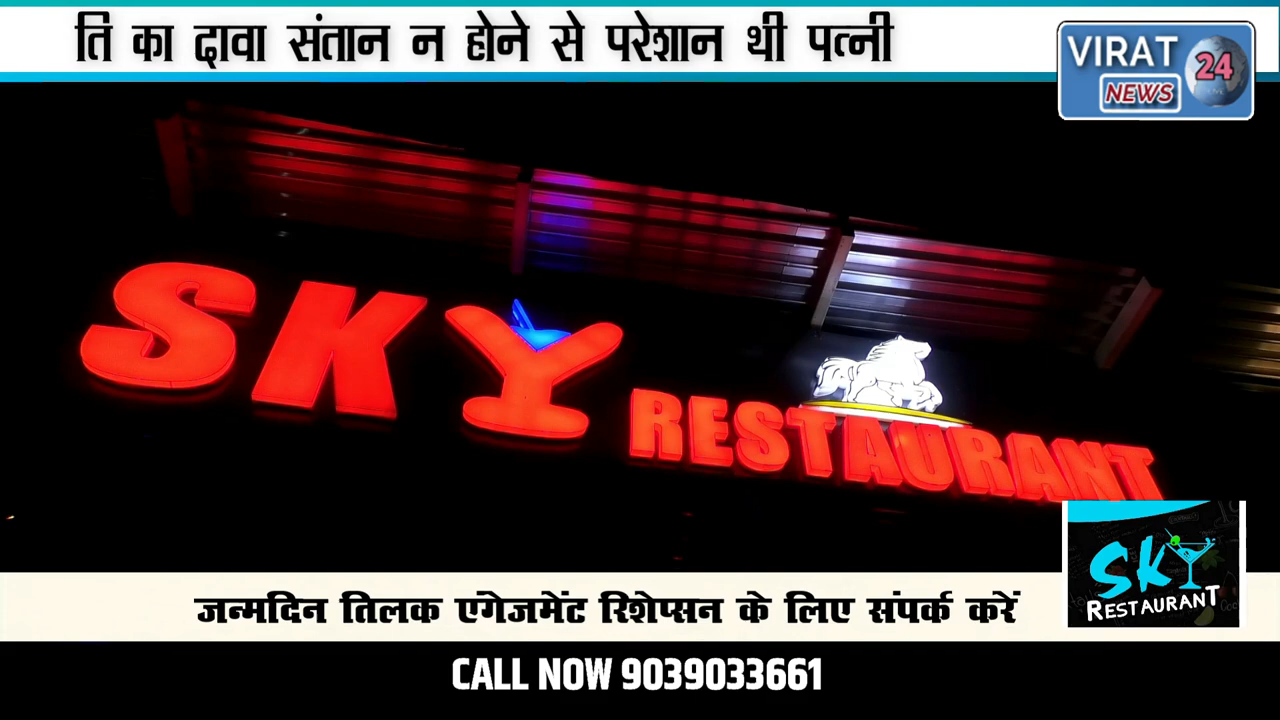 ति का दावा संतान न होने से परेशान थी पत्नी
VIRAT
24
NEWS
SKY
RESTAURANT
SKY
RESTAURANT
जन्मदिन तिलक एंगेजमेंट रिशेप्सन के लिए संपर्क करें
CALL NOW 9039033661